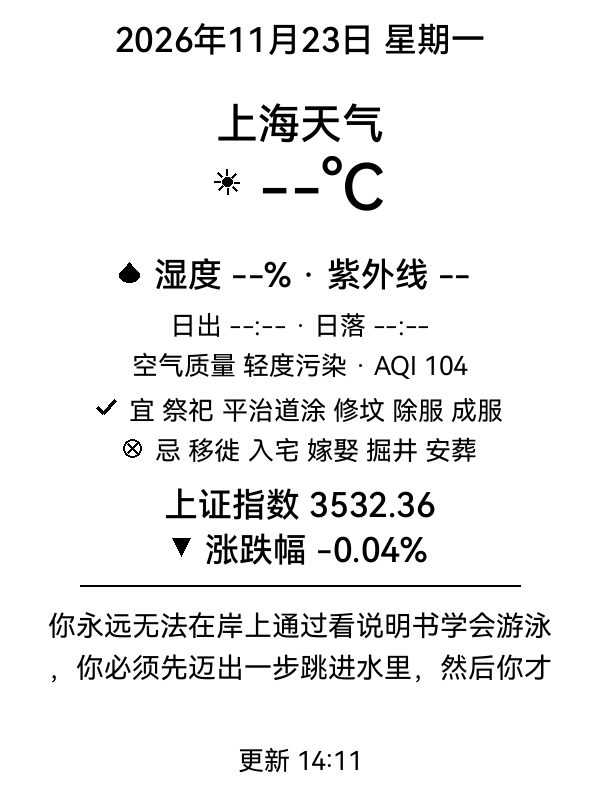 2026年11月23日 星期一
上海天气
--°C
湿度 --% · 紫外线 --
日出 --:-- · 日落 --:--
空气质量 轻度污染 · AQI 104
宜 祭祀 平治道涂 修坟 除服 成服
忌 移徙 入宅 嫁娶 掘井 安葬
上证指数 3532.36
▼ 涨跌幅 -0.04%
你永远无法在岸上通过看说明书学会游泳
，你必须先迈出一步跳进水里，然后你才
更新 14:11